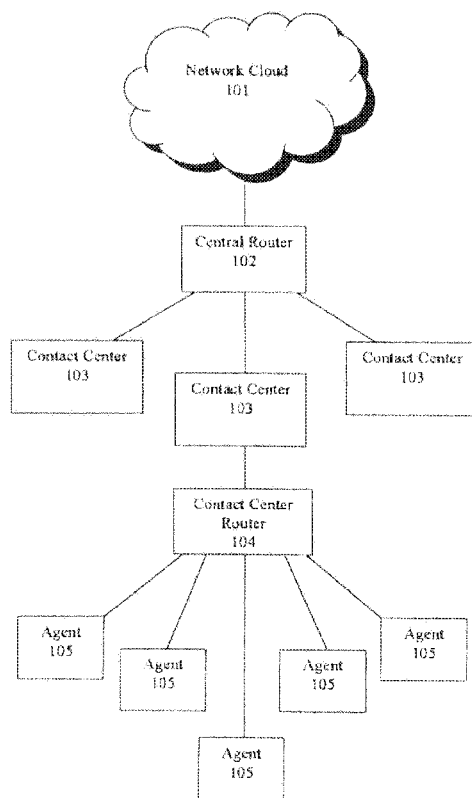 Network Cloud
101
Central Router
102
Contact Center
103
Contact Center
103
Contact Center
103
Contact Center
Router
104
Agent
105
Agent
105
Agent
105
Agent
105
Agent
105